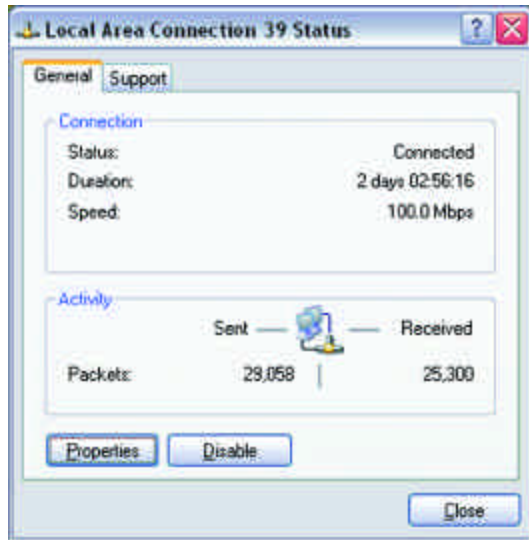 Local Area Connection 39 Status
General Support
Connection
Status: Connected
Duration: 2 days 02:56:16
Speed: 100.0 Mbps
Activity
Sent Received
Packets: 29,058 25,300
Properties Disable
Close